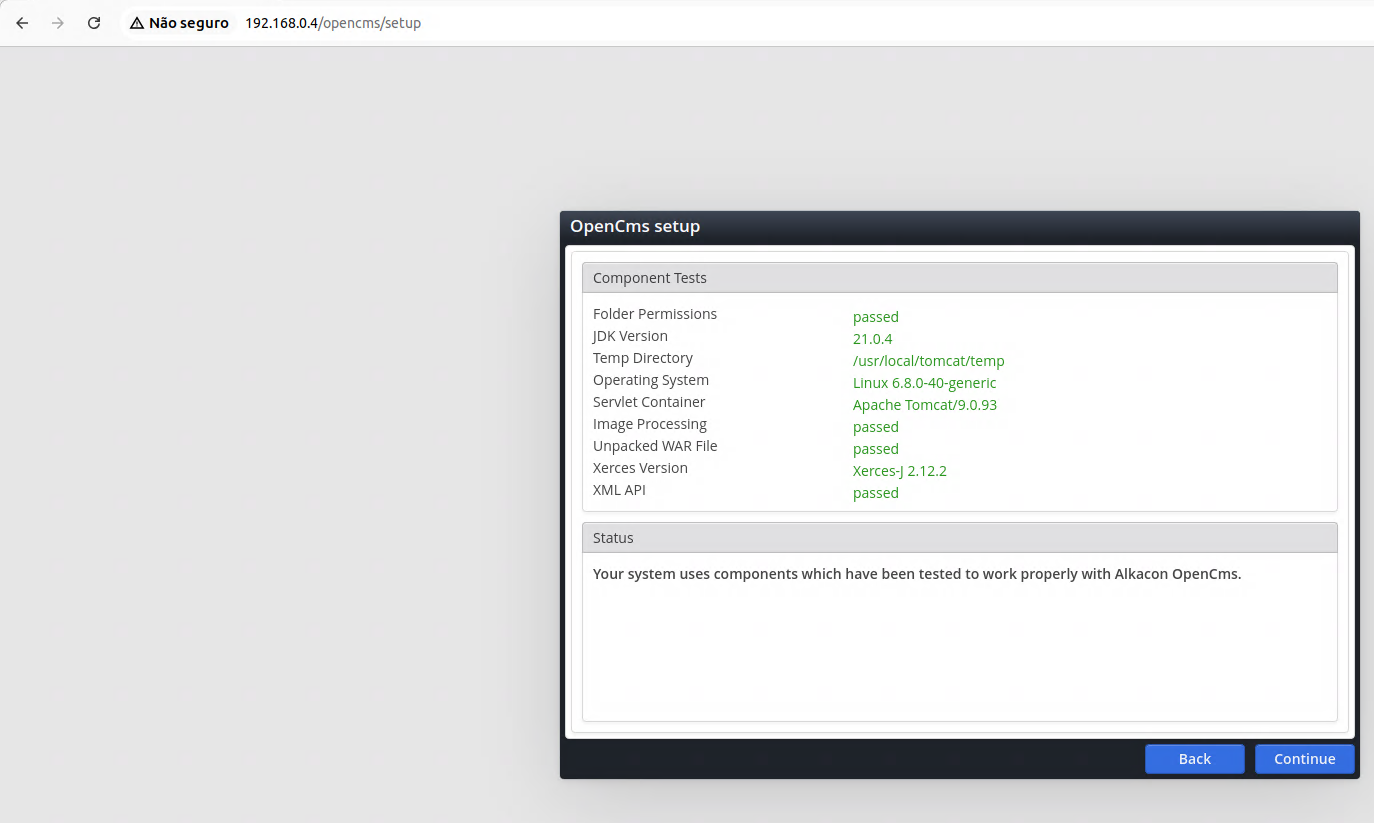 Não seguro 192.168.0.4/opencms/setup
OpenCms setup
Component Tests
Folder Permissions passed
JDK Version 21.0.4
Temp Directory /usr/local/tomcat/temp
Operating System Linux 6.8.0-40-generic
Servlet Container Apache Tomcat/9.0.93
Image Processing passed
Unpacked WAR File passed
Xerces Version Xerces-J 2.12.2
XML API passed
Status
Your system uses components which have been tested to work properly with Alkacon OpenCms.
Back Continue